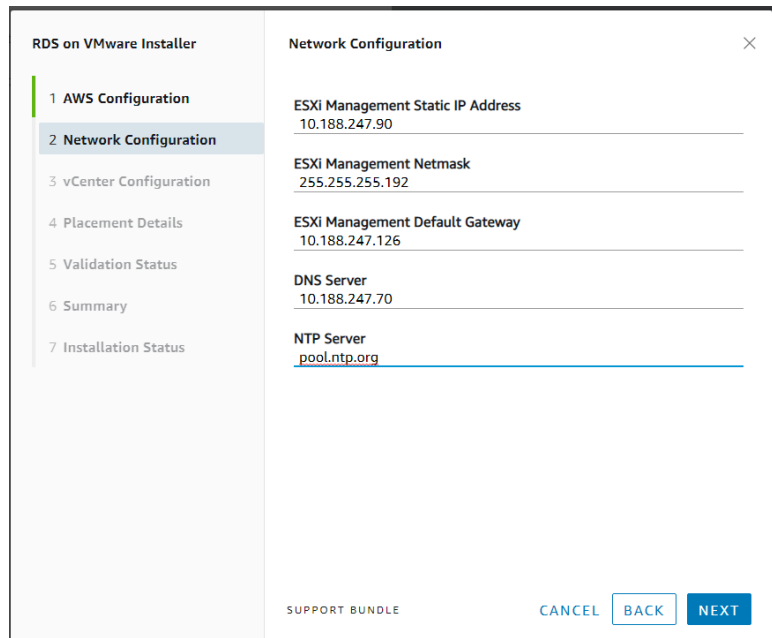 RDS on VMware Installer
1 AWS Configuration
2 Network Configuration
3 vCenter Configuration
4 Placement Details
5 Validation Status
6 Summary
7 Installation Status
Network Configuration
ESXi Management Static IP Address
10.188.247.90
ESXi Management Netmask
255.255.255.192
ESXi Management Default Gateway
10.188.247.126
DNS Server
10.188.247.70
NTP Server
pool.ntp.org
SUPPORT BUNDLE
CANCEL
BACK
NEXT